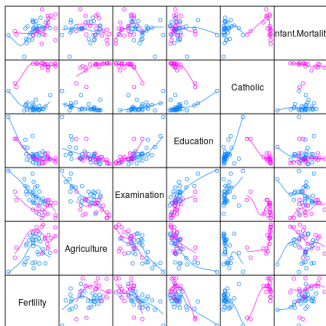 Infant.Mortality
Catholic
Education
Examination
Agriculture
Fertility